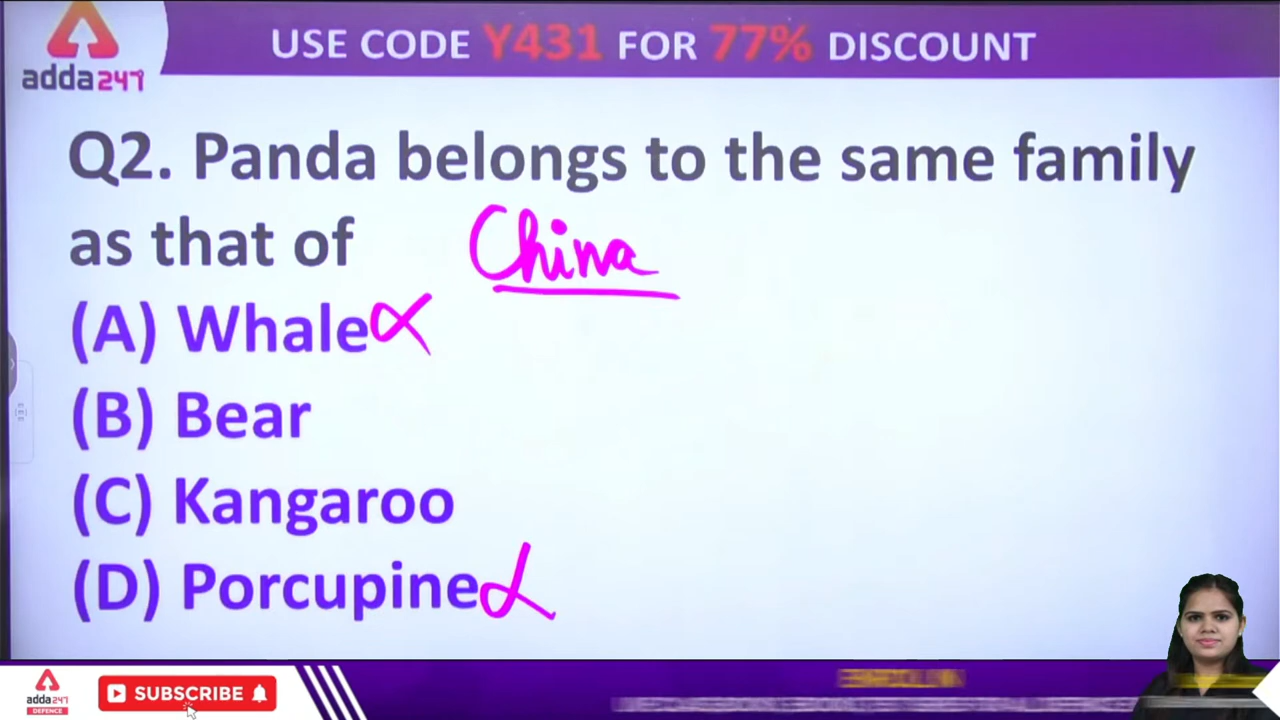 USE CODE Y431 FOR 77% DISCOUNT
adda247
Q2. Panda belongs to the same family
as that of
China
(A) Whale
(B) Bear
(C) Kangaroo
(D) Porcupine
adda247
DEFENCE
SUBSCRIBE